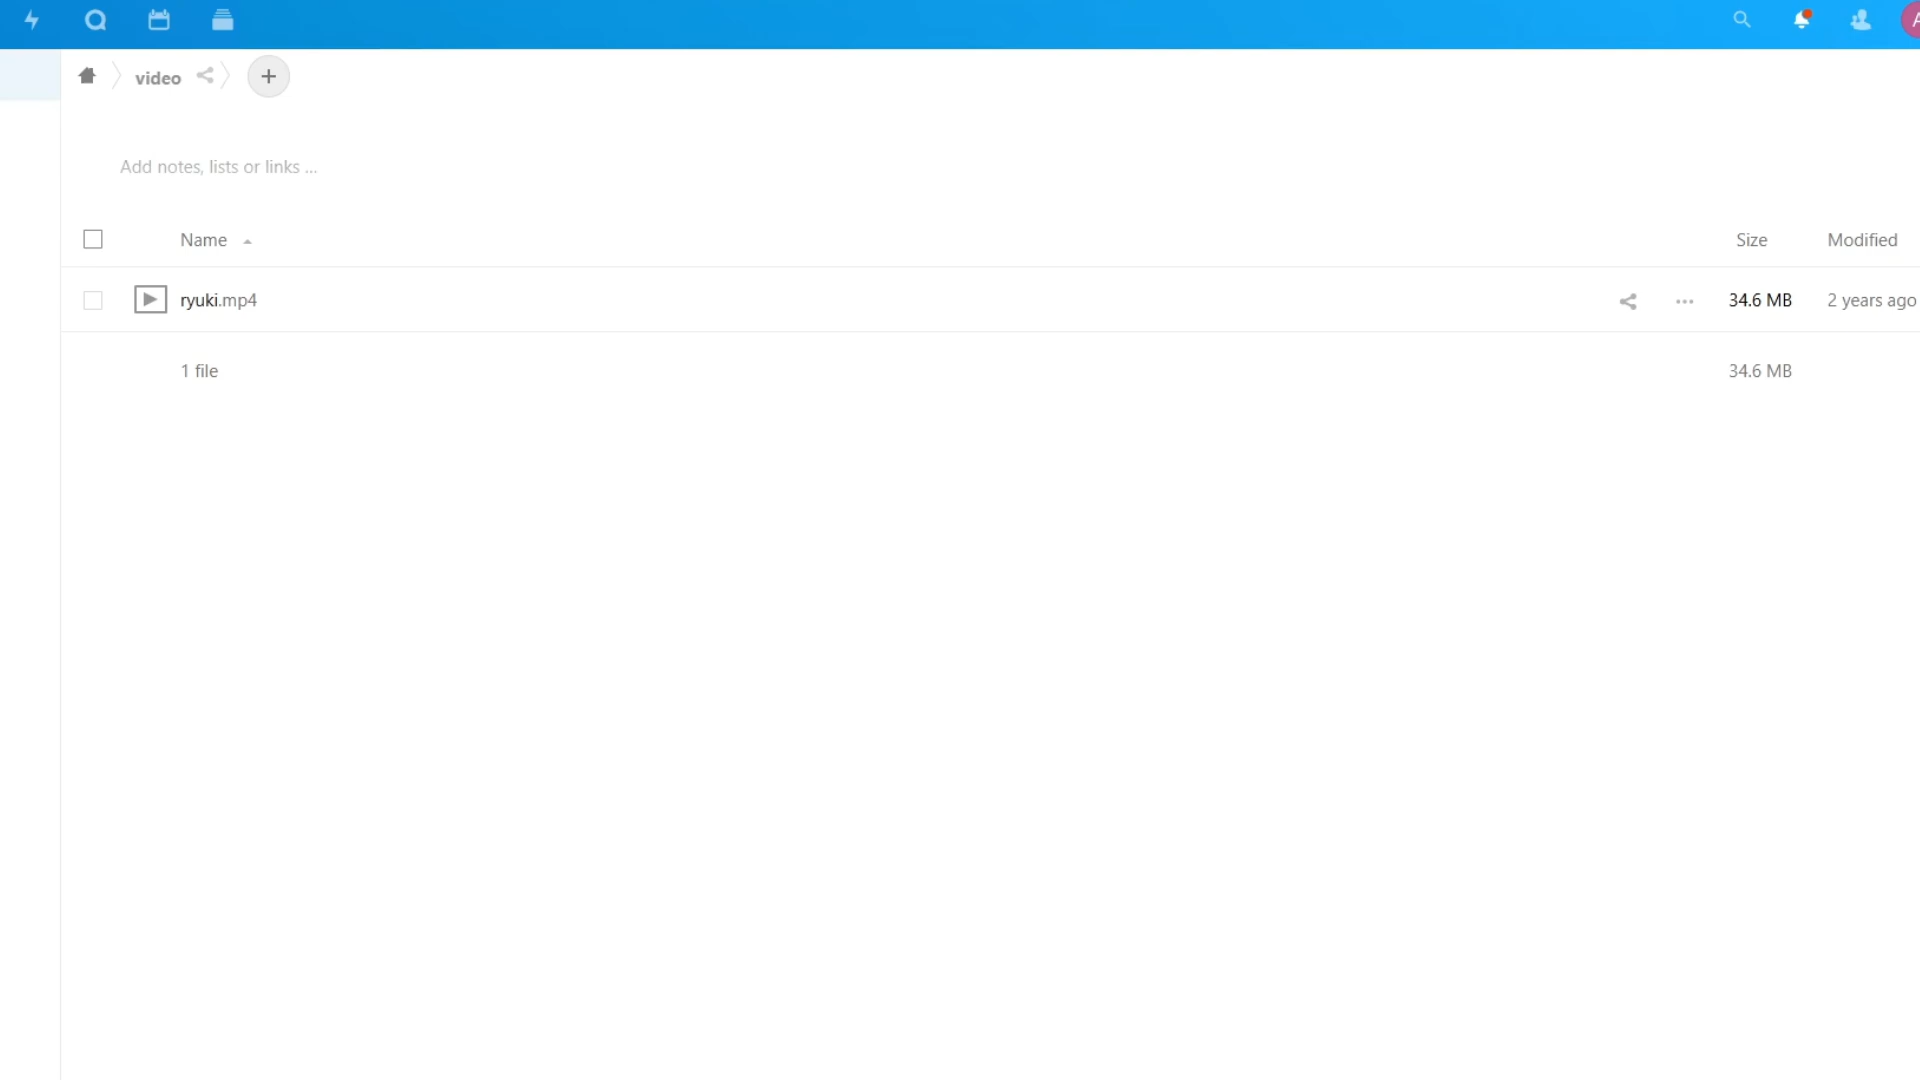 video
Add notes, lists or links ...
Name Size Modified
ryuki.mp4 34.6 MB 2 years ago
1 file 34.6 MB